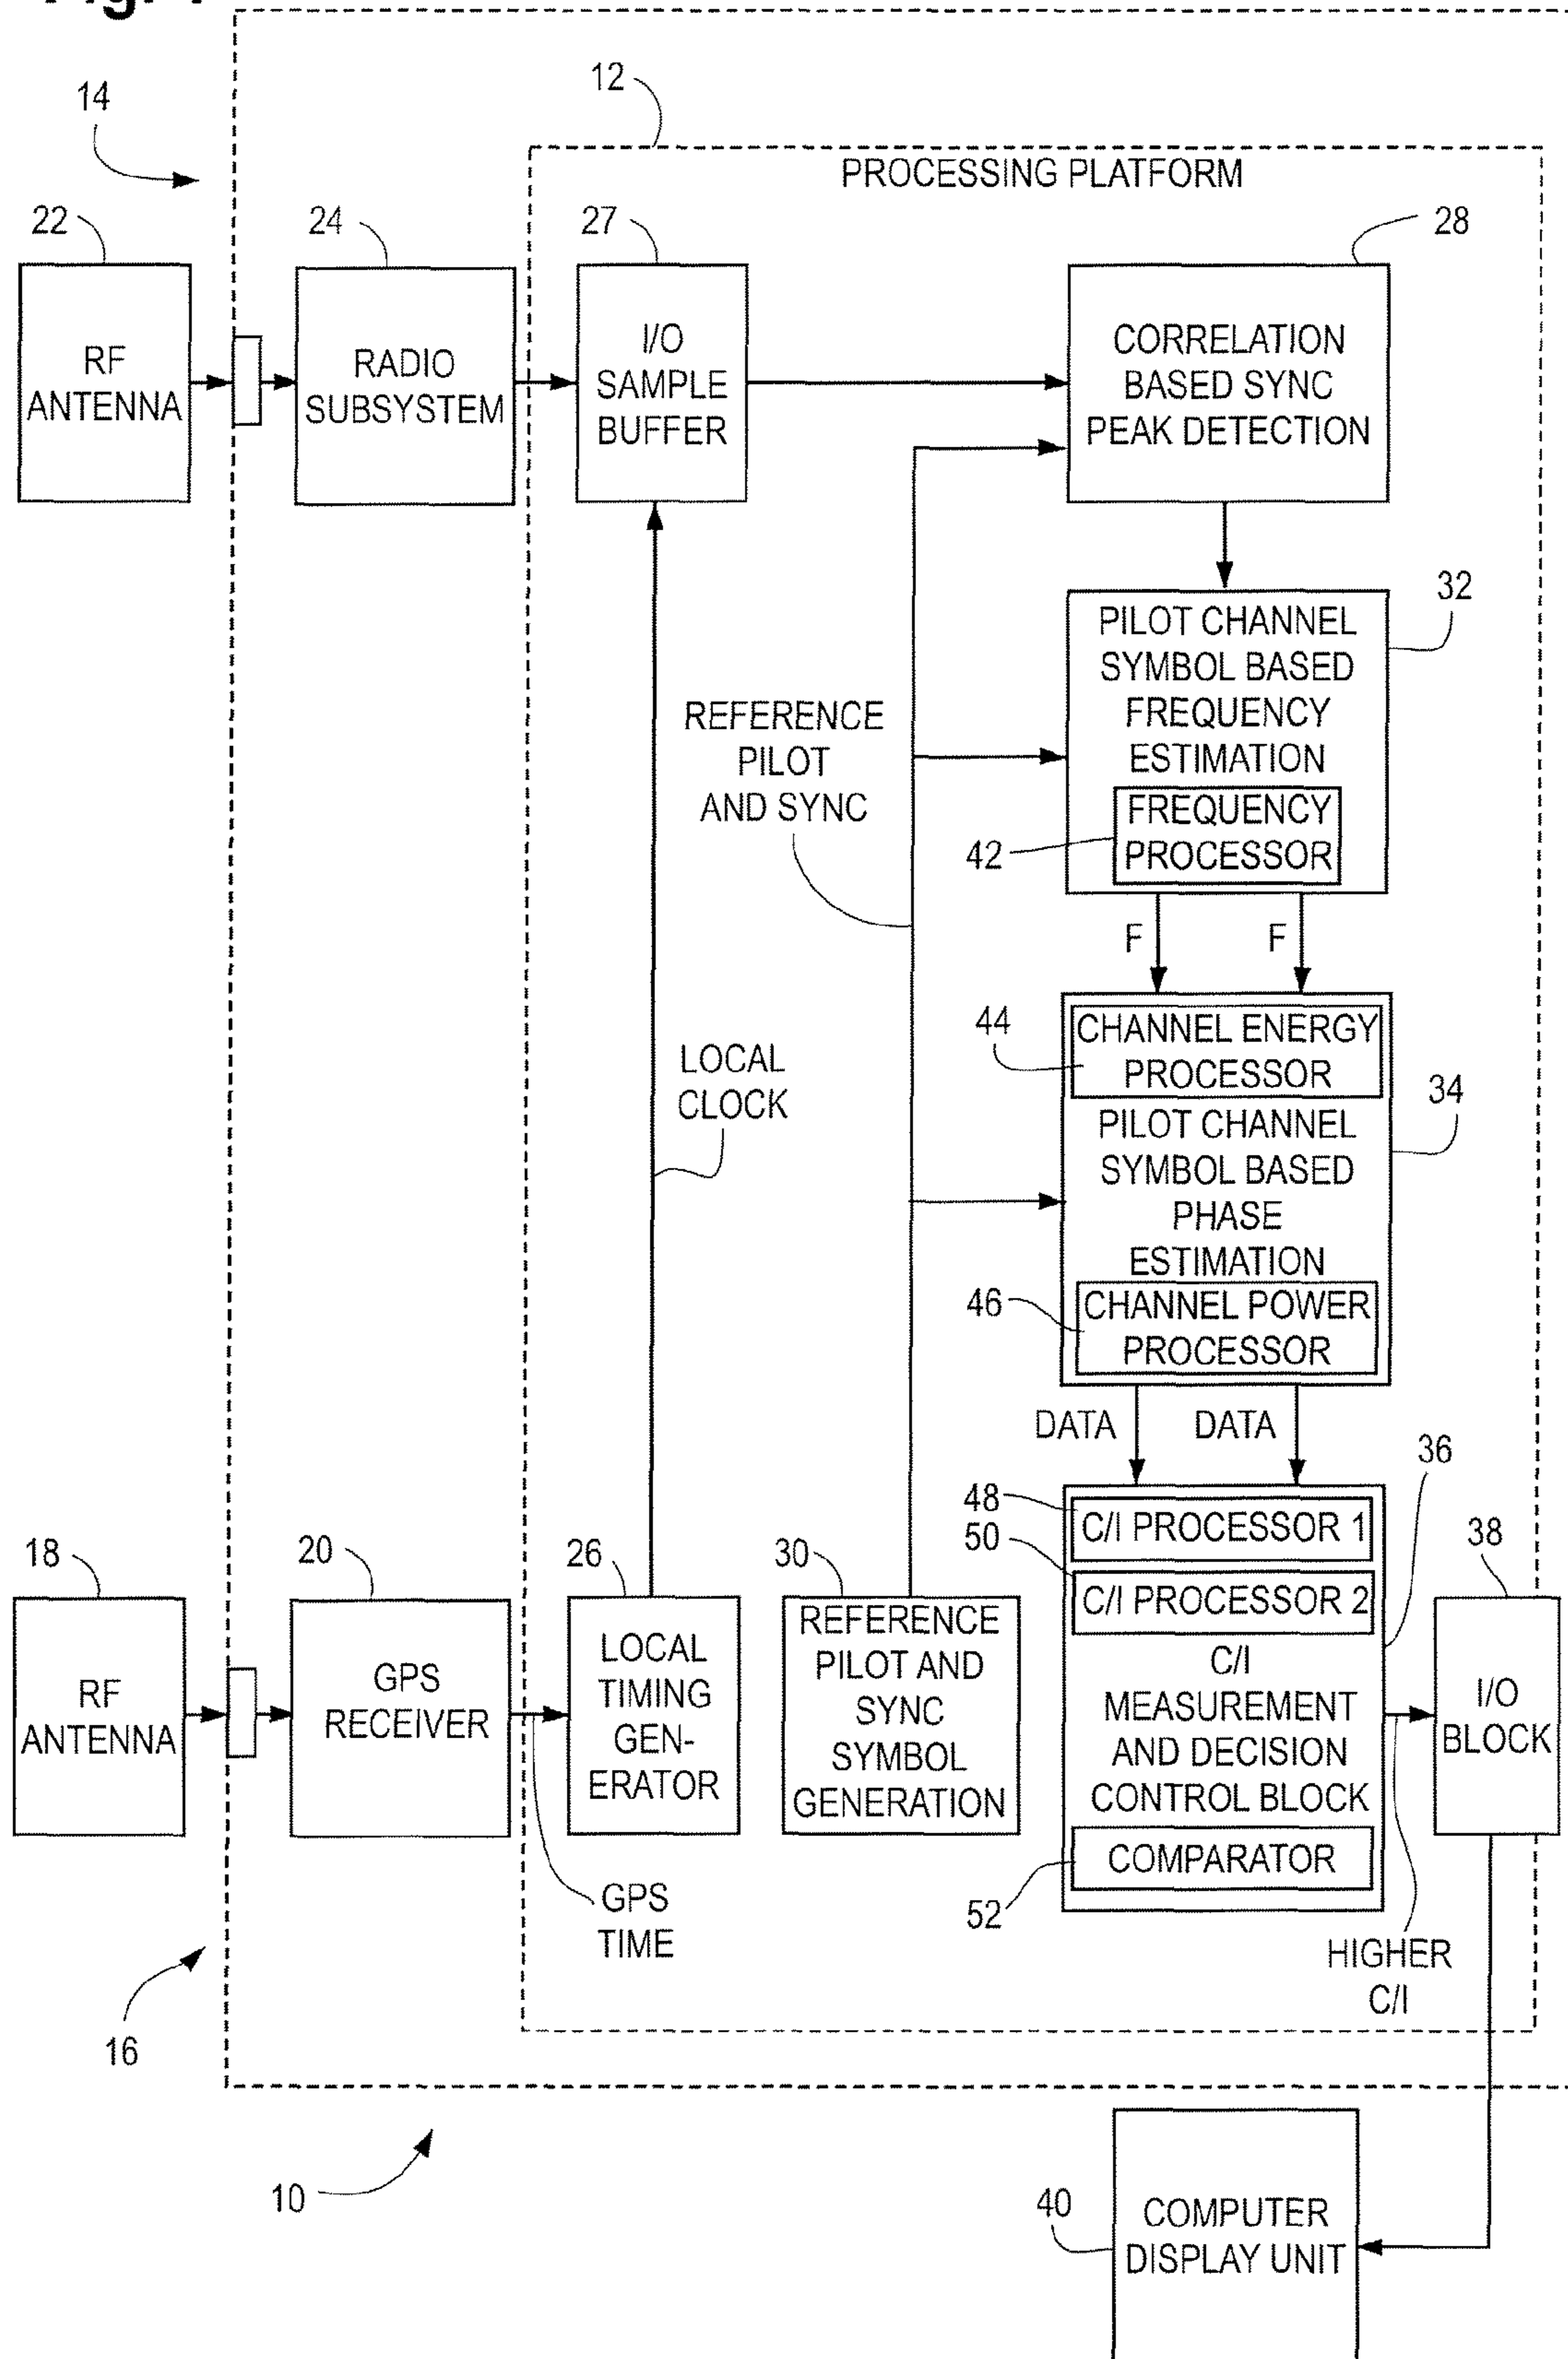 12
14
PROCESSING PLATFORM
22
24
27
28
RF
ANTENNA
RADIO
SUBSYSTEM
I/O
SAMPLE
BUFFER
CORRELATION
BASED SYNC
PEAK DETECTION
32
PILOT CHANNEL
SYMBOL BASED
FREQUENCY
ESTIMATION
REFERENCE
PILOT
AND SYNC
FREQUENCY
PROCESSOR
42
F
F
44
CHANNEL ENERGY
PROCESSOR
LOCAL
CLOCK
34
PILOT CHANNEL
SYMBOL BASED
PHASE
ESTIMATION
46
CHANNEL POWER
PROCESSOR
DATA
DATA
36
48
C/I PROCESSOR 1
50
C/I PROCESSOR 2
18
20
26
30
38
RF
ANTENNA
GPS
RECEIVER
LOCAL
TIMING
GEN-
ERATOR
REFERENCE
PILOT AND
SYNC
SYMBOL
GENERATION
C/I
MEASUREMENT
AND DECISION
CONTROL BLOCK
I/O
BLOCK
COMPARATOR
52
GPS
TIME
HIGHER
C/I
16
10
40
COMPUTER
DISPLAY UNIT